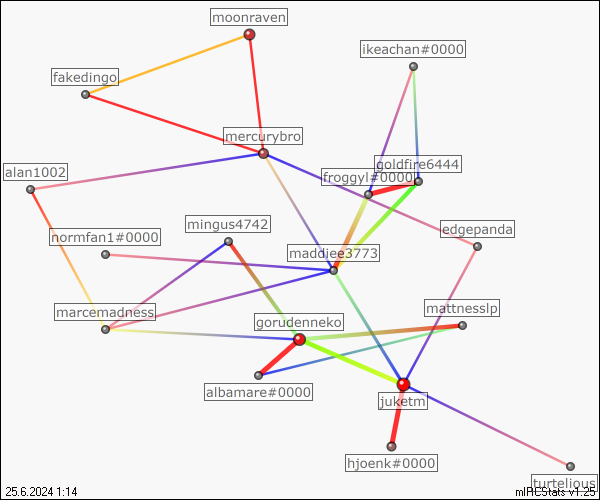 moonraven
ikeachan#0000
fakedingo
mercurybro
goldfire6444
alan1002
froggyl#0000
mingus4742
edgepanda
normfan1#0000
maddiee3773
mattnesslp
marcemadness
gorudenneko
albamare#0000
juketm
hjoenk#0000
turtelious
25.6.2024 1:14
mIRCStats v1.25